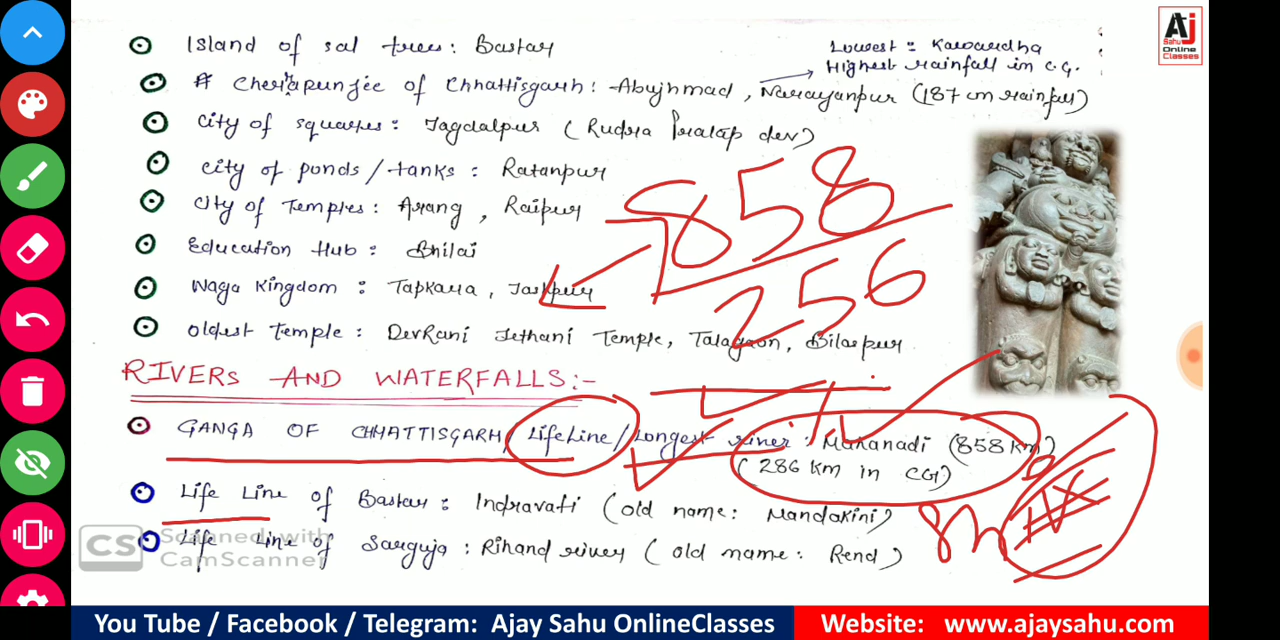 Aj
Sahu
Online
Classes
Island of sal trees: Bastar
Lowest: Kawardha
Highest rainfall in C.G.
# Cherrapunjee of Chhattisgarh: Abujhmad, Narayanpur (187 cm rainfall)
City of squares: Jagdalpur (Rudra Pratap dev)
City of ponds/tanks: Ratanpur
City of Temples: Arang, Raipur
Education Hub: Bhilai
Naga Kingdom: Tapkara, Jashpur
Oldest Temple: DevRani Jethani Temple, Talagaon, Bilaspur
858
256
RIVERS AND WATERFALLS:-
GANGA OF CHHATTISGARH/ LifeLine/Longest river: Mahanadi (858 km)
(286 km in CG)
Life Line of Bastar: Indravati (old name: Mandakini)
Life Line of Sarguja: Rihand river (old name: Rend)
CS Scanned with
CamScanner
You Tube / Facebook / Telegram: Ajay Sahu OnlineClasses
Website: www.ajaysahu.com